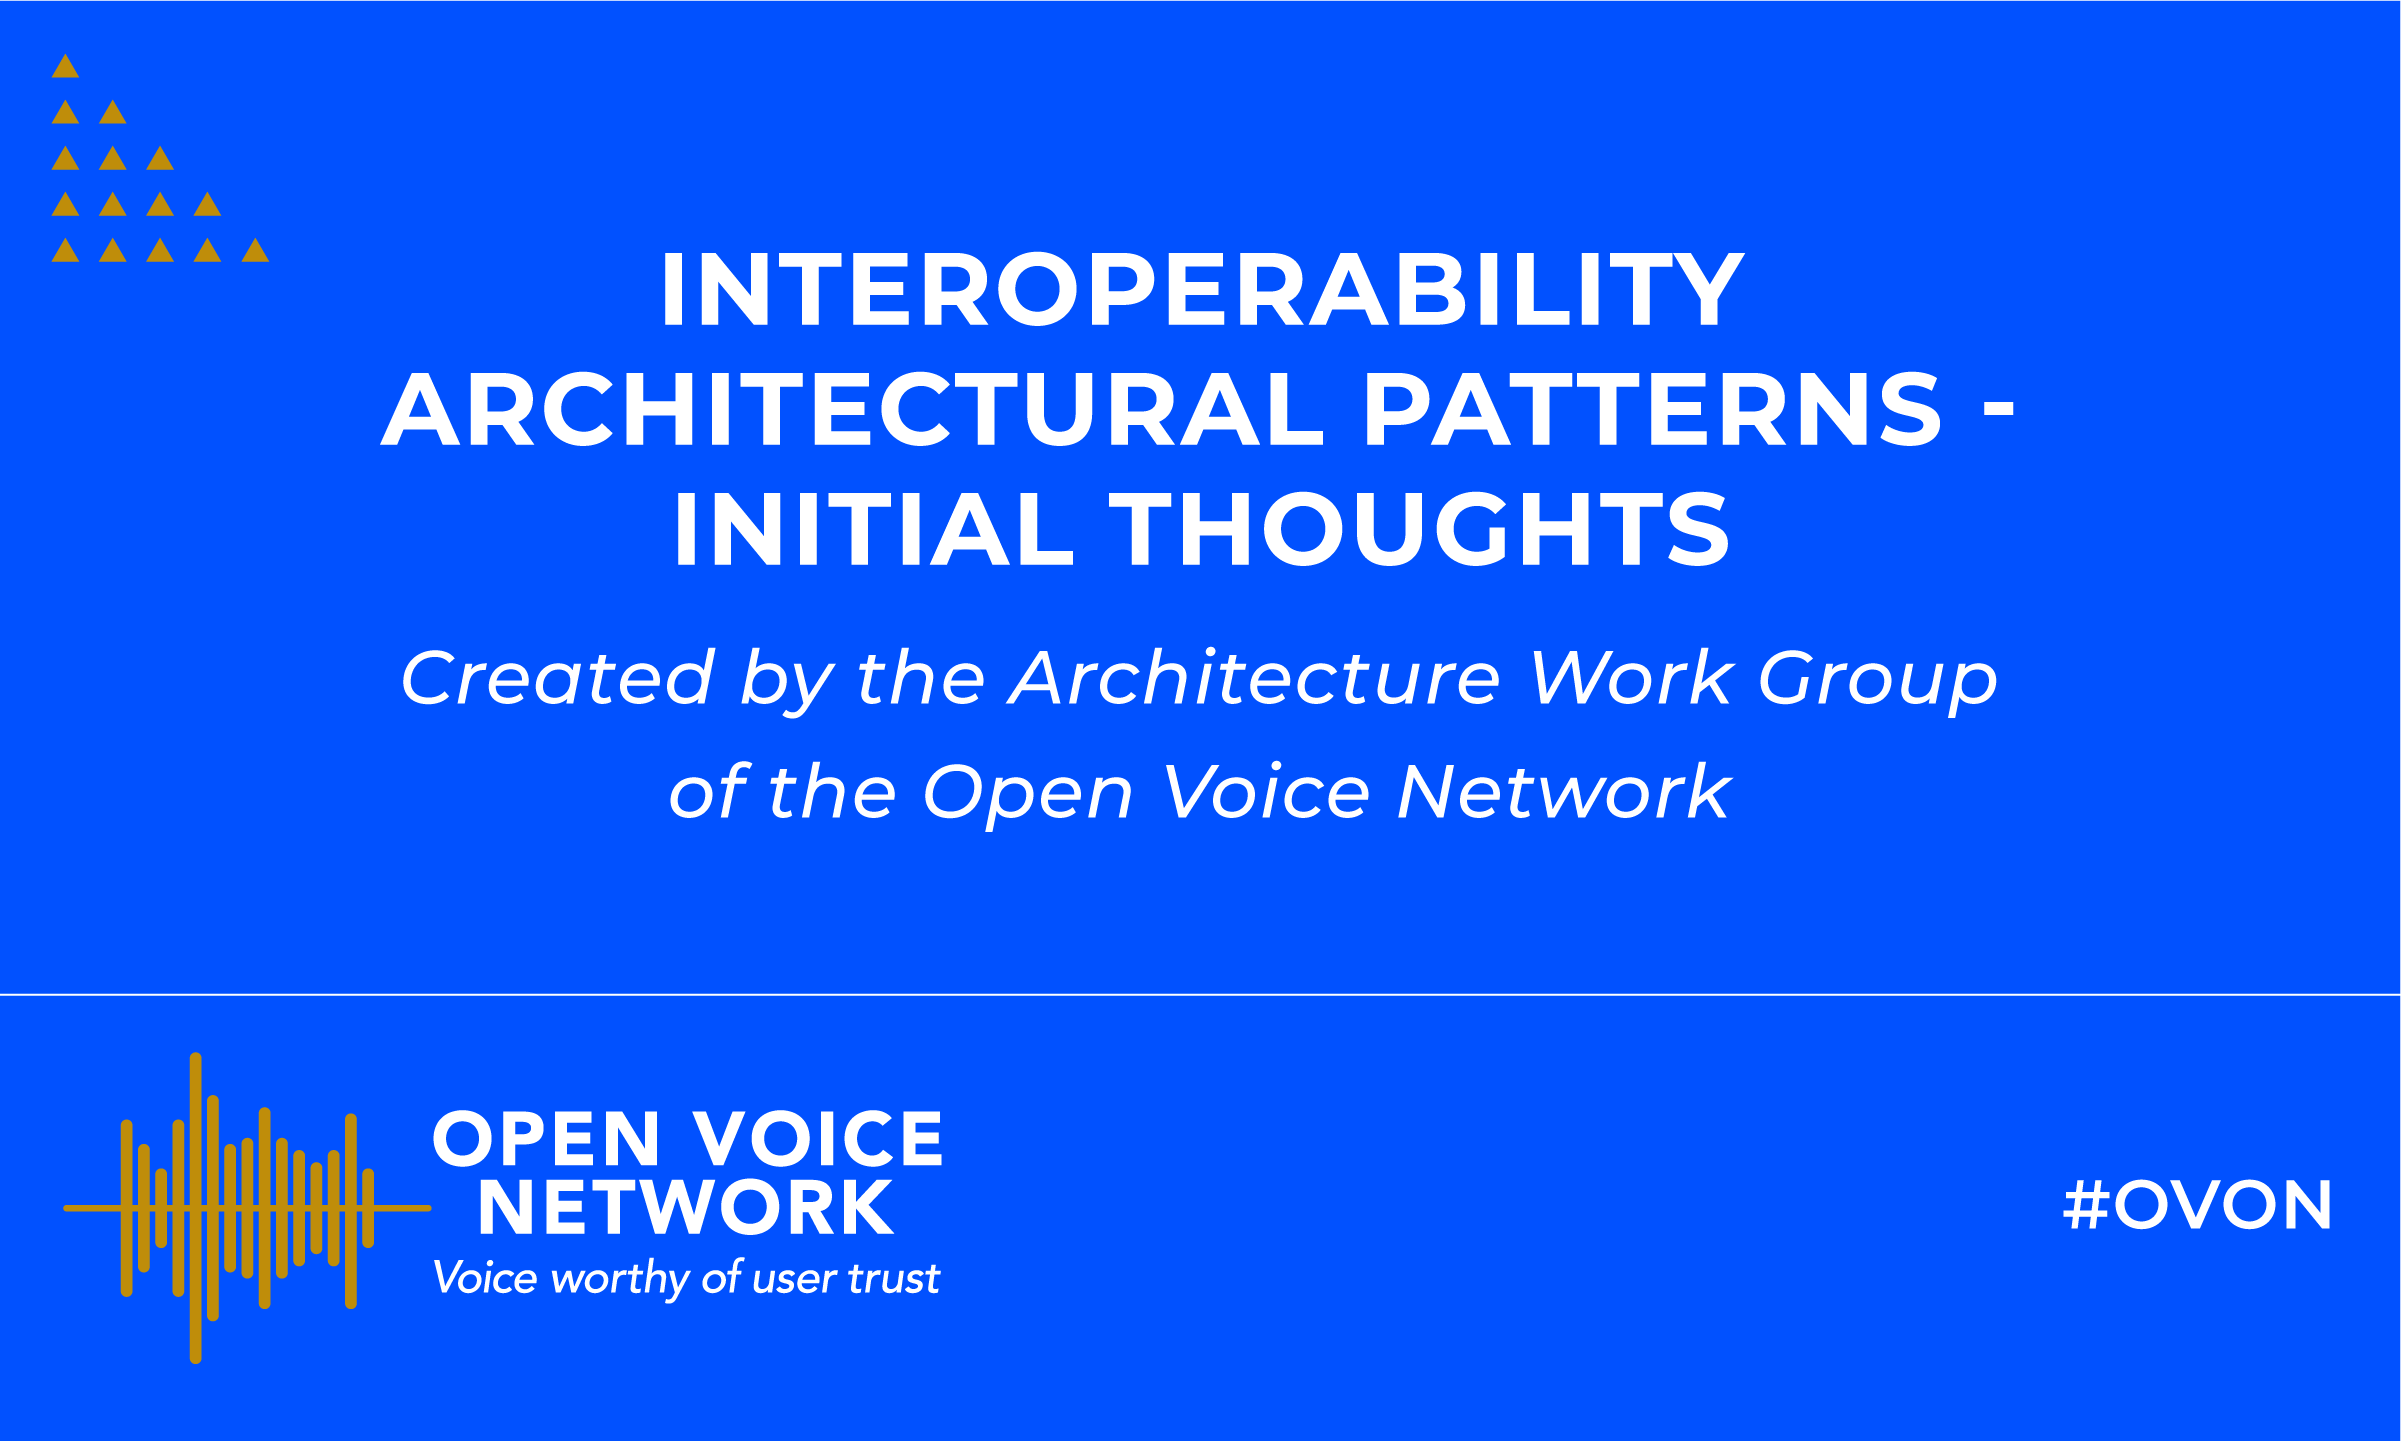 INTEROPERABILITY
ARCHITECTURAL PATTERNS -
INITIAL THOUGHTS
Created by the Architecture Work Group
of the Open Voice Network
OPEN VOICE
NETWORK
Voice worthy of user trust
#OVON